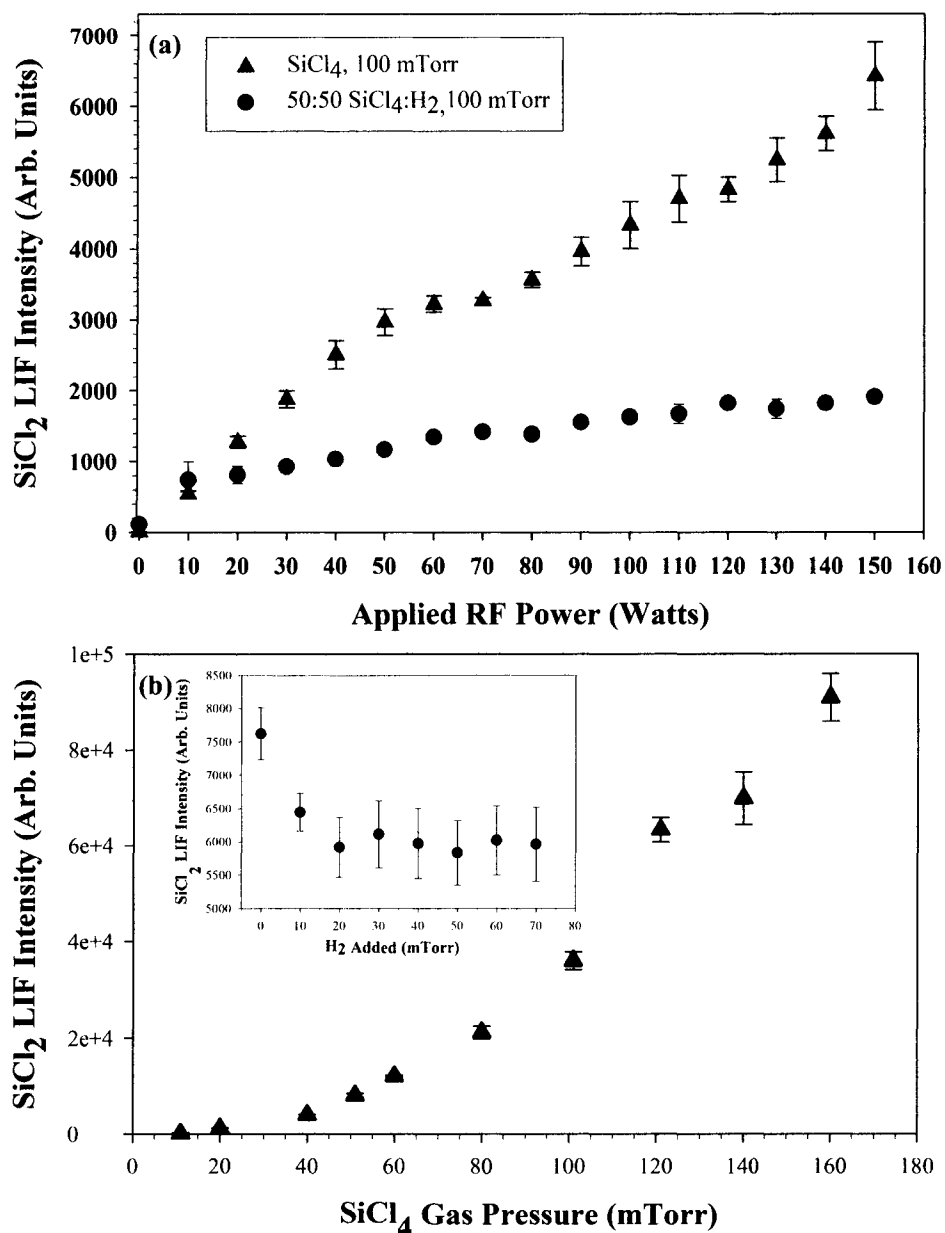 (a)
SiCl4, 100 mTorr
50:50 SiCl4:H2, 100 mTorr
SiCl2 LIF Intensity (Arb. Units)
7000
6000
5000
4000
3000
2000
1000
0
0 10 20 30 40 50 60 70 80 90 100 110 120 130 140 150 160
Applied RF Power (Watts)
(b)
SiCl2 LIF Intensity (Arb. Units)
1e+5
8e+4
6e+4
4e+4
2e+4
0
SiCl2 LIF Intensity (Arb. Units)
8500
8000
7500
7000
6500
6000
5500
5000
0 10 20 30 40 50 60 70 80
H2 Added (mTorr)
0 20 40 60 80 100 120 140 160 180
SiCl4 Gas Pressure (mTorr)